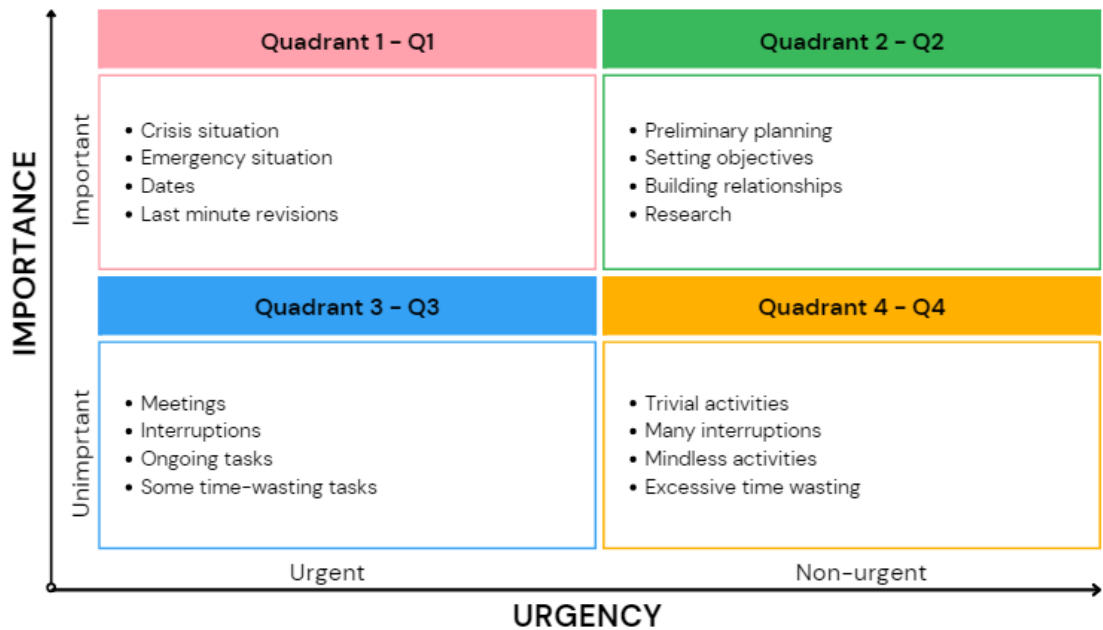 Quadrant 1 - Q1
Quadrant 2 - Q2
Important
• Crisis situation
• Emergency situation
• Dates
• Last minute revisions
• Preliminary planning
• Setting objectives
• Building relationships
• Research
IMPORTANCE
Quadrant 3 - Q3
Quadrant 4 - Q4
Unimprtant
• Meetings
• Interruptions
• Ongoing tasks
• Some time-wasting tasks
• Trivial activities
• Many interruptions
• Mindless activities
• Excessive time wasting
Urgent
Non-urgent
URGENCY